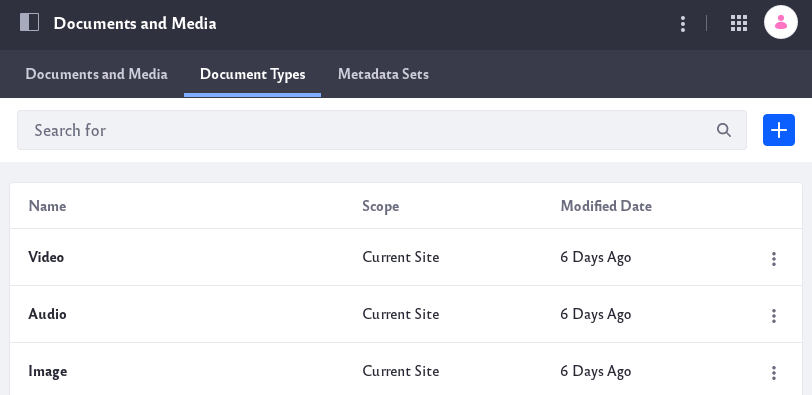 Documents and Media
Documents and Media Document Types Metadata Sets
Search for
Name Scope Modified Date
Video Current Site 6 Days Ago
Audio Current Site 6 Days Ago
Image Current Site 6 Days Ago